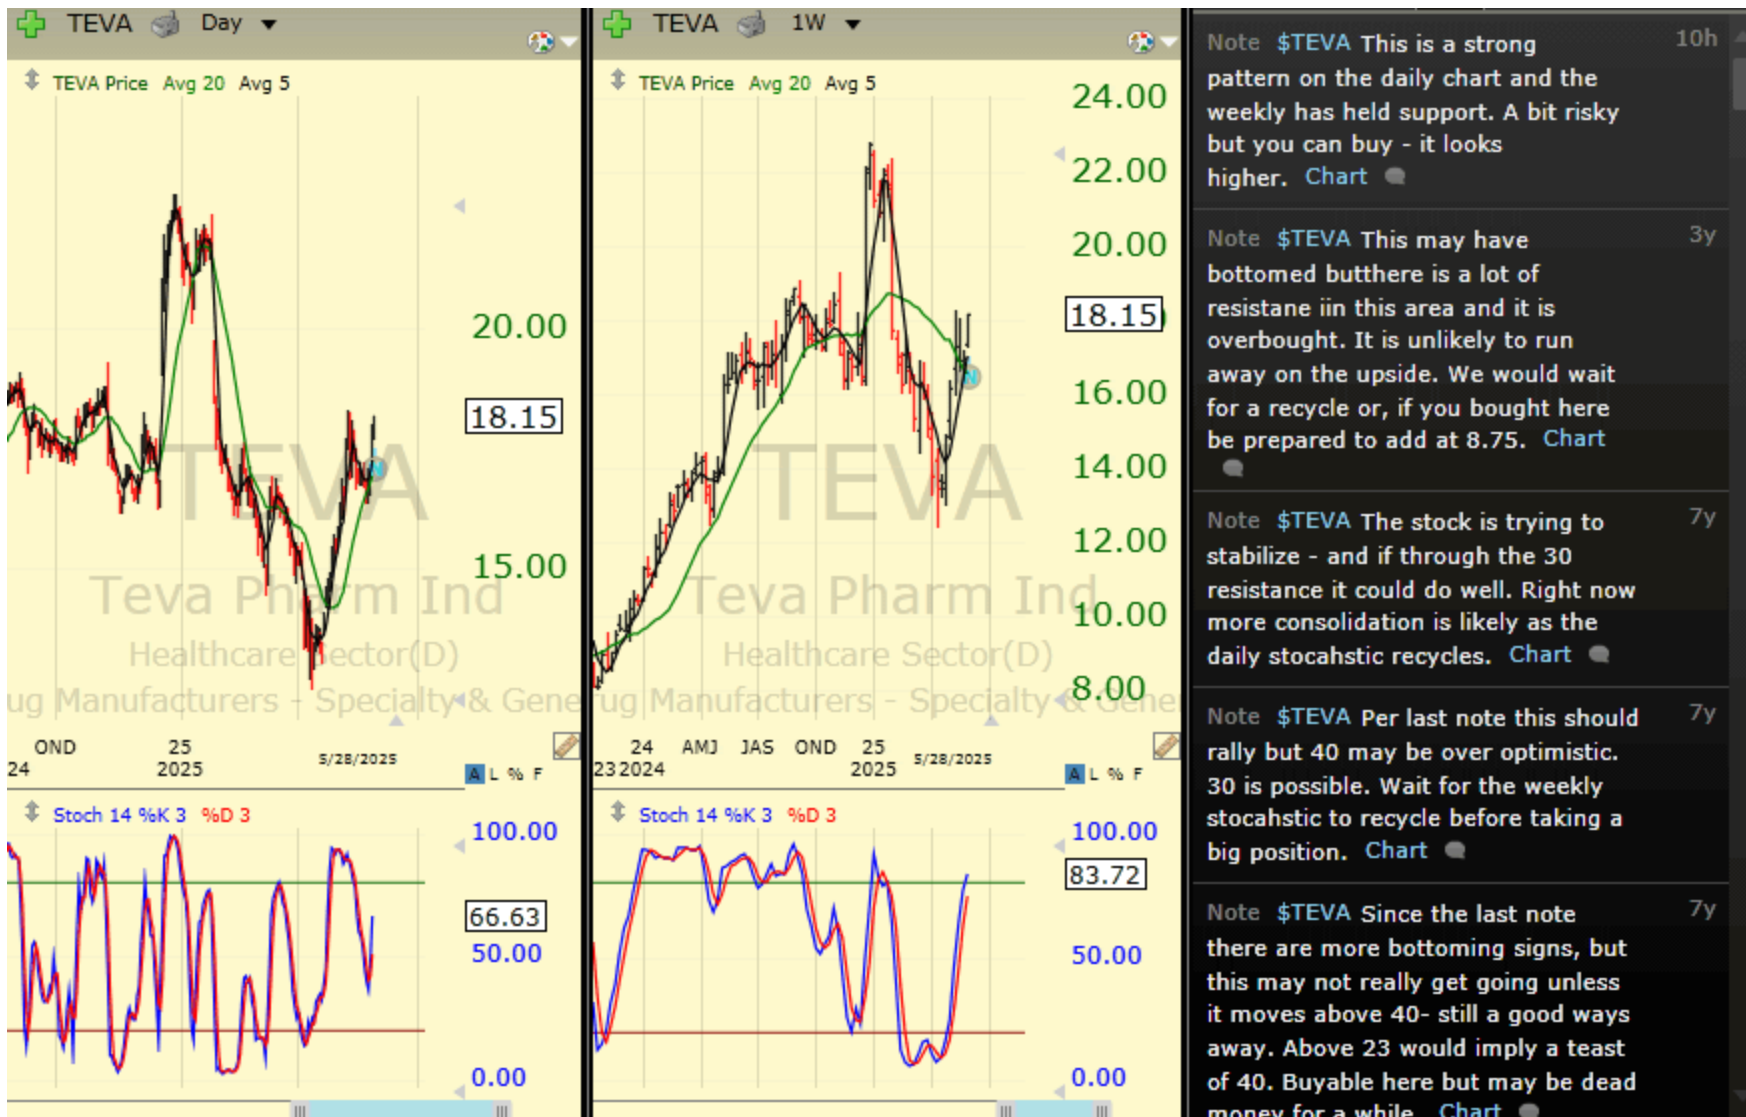 TEVA Day
TEVA Price Avg 20 Avg 5
20.00
18.15
15.00
TEVA
Teva Pharm Ind
Healthcare Sector(D)
ug Manufacturers - Specialty & Gene
OND 25
24 2025 5/28/2025
A L % F
Stoch 14 %K 3 %D 3
100.00
66.63
50.00
0.00
TEVA 1W
TEVA Price Avg 20 Avg 5
24.00
22.00
20.00
18.15
16.00
14.00
12.00
10.00
8.00
TEVA
Teva Pharm Ind
Healthcare Sector(D)
rug Manufacturers - Specialty & Gener
24 AMJ JAS OND 25
23 2024 2025 5/28/2025
A L % F
Stoch 14 %K 3 %D 3
100.00
83.72
50.00
0.00
Note $TEVA This is a strong 10h
pattern on the daily chart and the
weekly has held support. A bit risky
but you can buy - it looks
higher. Chart
Note $TEVA This may have 3y
bottomed butthere is a lot of
resistane iin this area and it is
overbought. It is unlikely to run
away on the upside. We would wait
for a recycle or, if you bought here
be prepared to add at 8.75. Chart
Note $TEVA The stock is trying to 7y
stabilize - and if through the 30
resistance it could do well. Right now
more consolidation is likely as the
daily stocahstic recycles. Chart
Note $TEVA Per last note this should 7y
rally but 40 may be over optimistic.
30 is possible. Wait for the weekly
stocahstic to recycle before taking a
big position. Chart
Note $TEVA Since the last note 7y
there are more bottoming signs, but
this may not really get going unless
it moves above 40- still a good ways
away. Above 23 would imply a teast
of 40. Buyable here but may be dead
money for a while. Chart